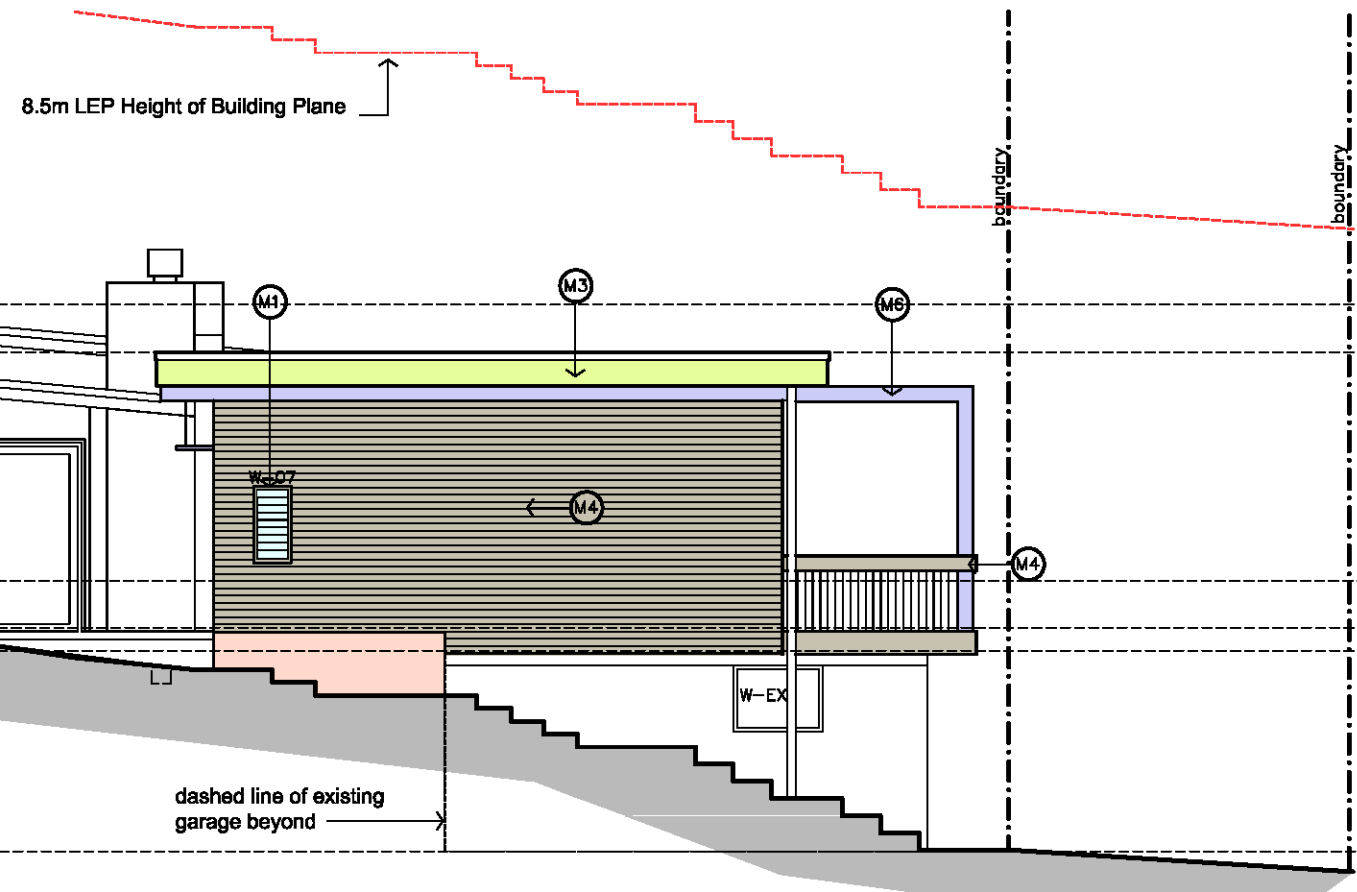 8.5m LEP Height of Building Plane
boundary
boundary
M1
M3
M6
W-07
M4
M4
W-EX
dashed line of existing
garage beyond